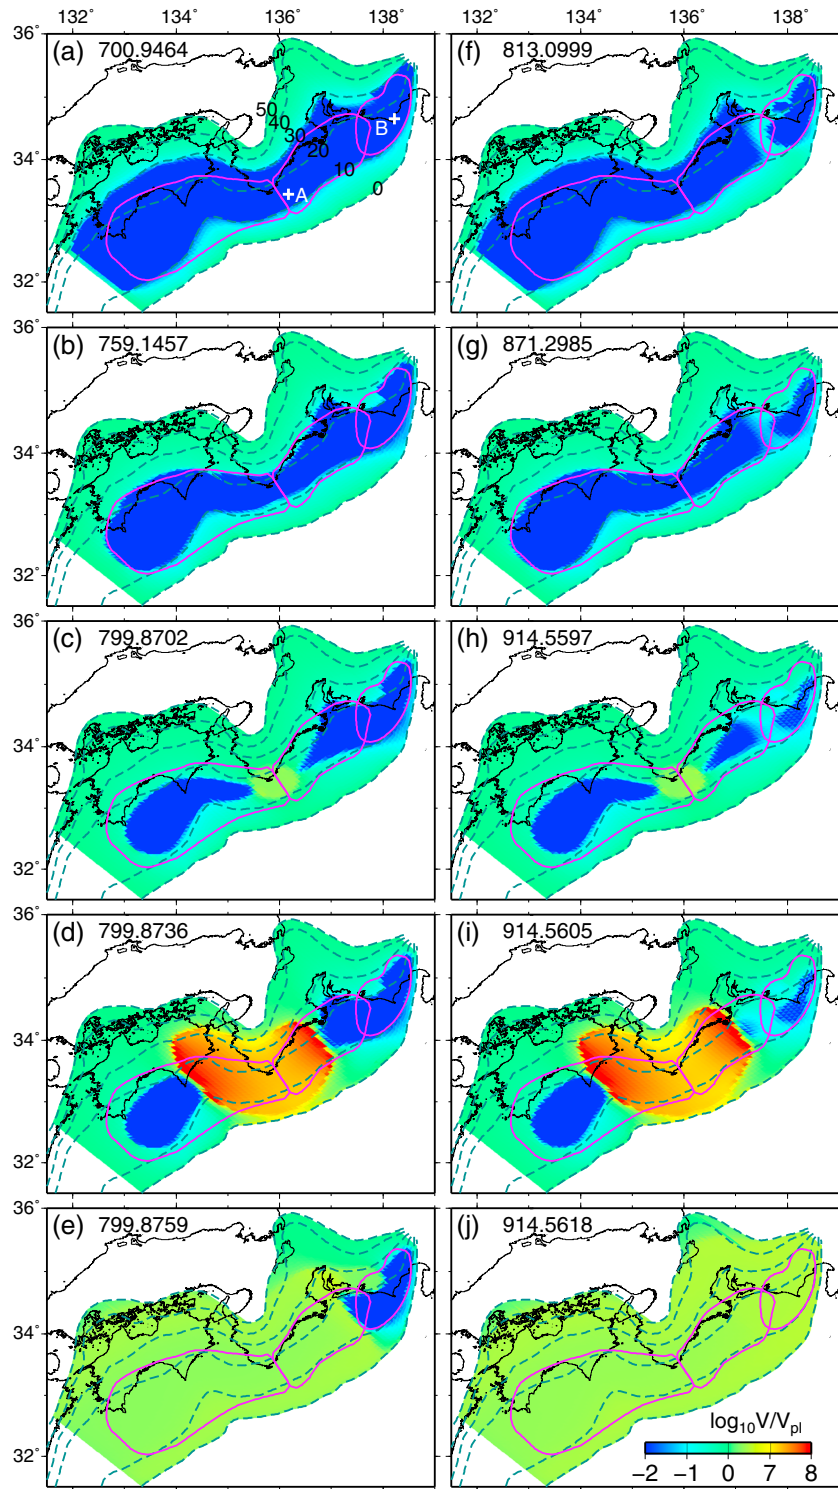 132° 134° 136° 138° 132° 134° 136° 138°
36° (a) 700.9464 (f) 813.0999
50
40
30
20
10
0
B
A
34°
32°
36° (b) 759.1457 (g) 871.2985
34°
32°
36° (c) 799.8702 (h) 914.5597
34°
32°
36° (d) 799.8736 (i) 914.5605
34°
32°
36° (e) 799.8759 (j) 914.5618
34°
32°
log10V/Vpl
−2 −1 0 7 8